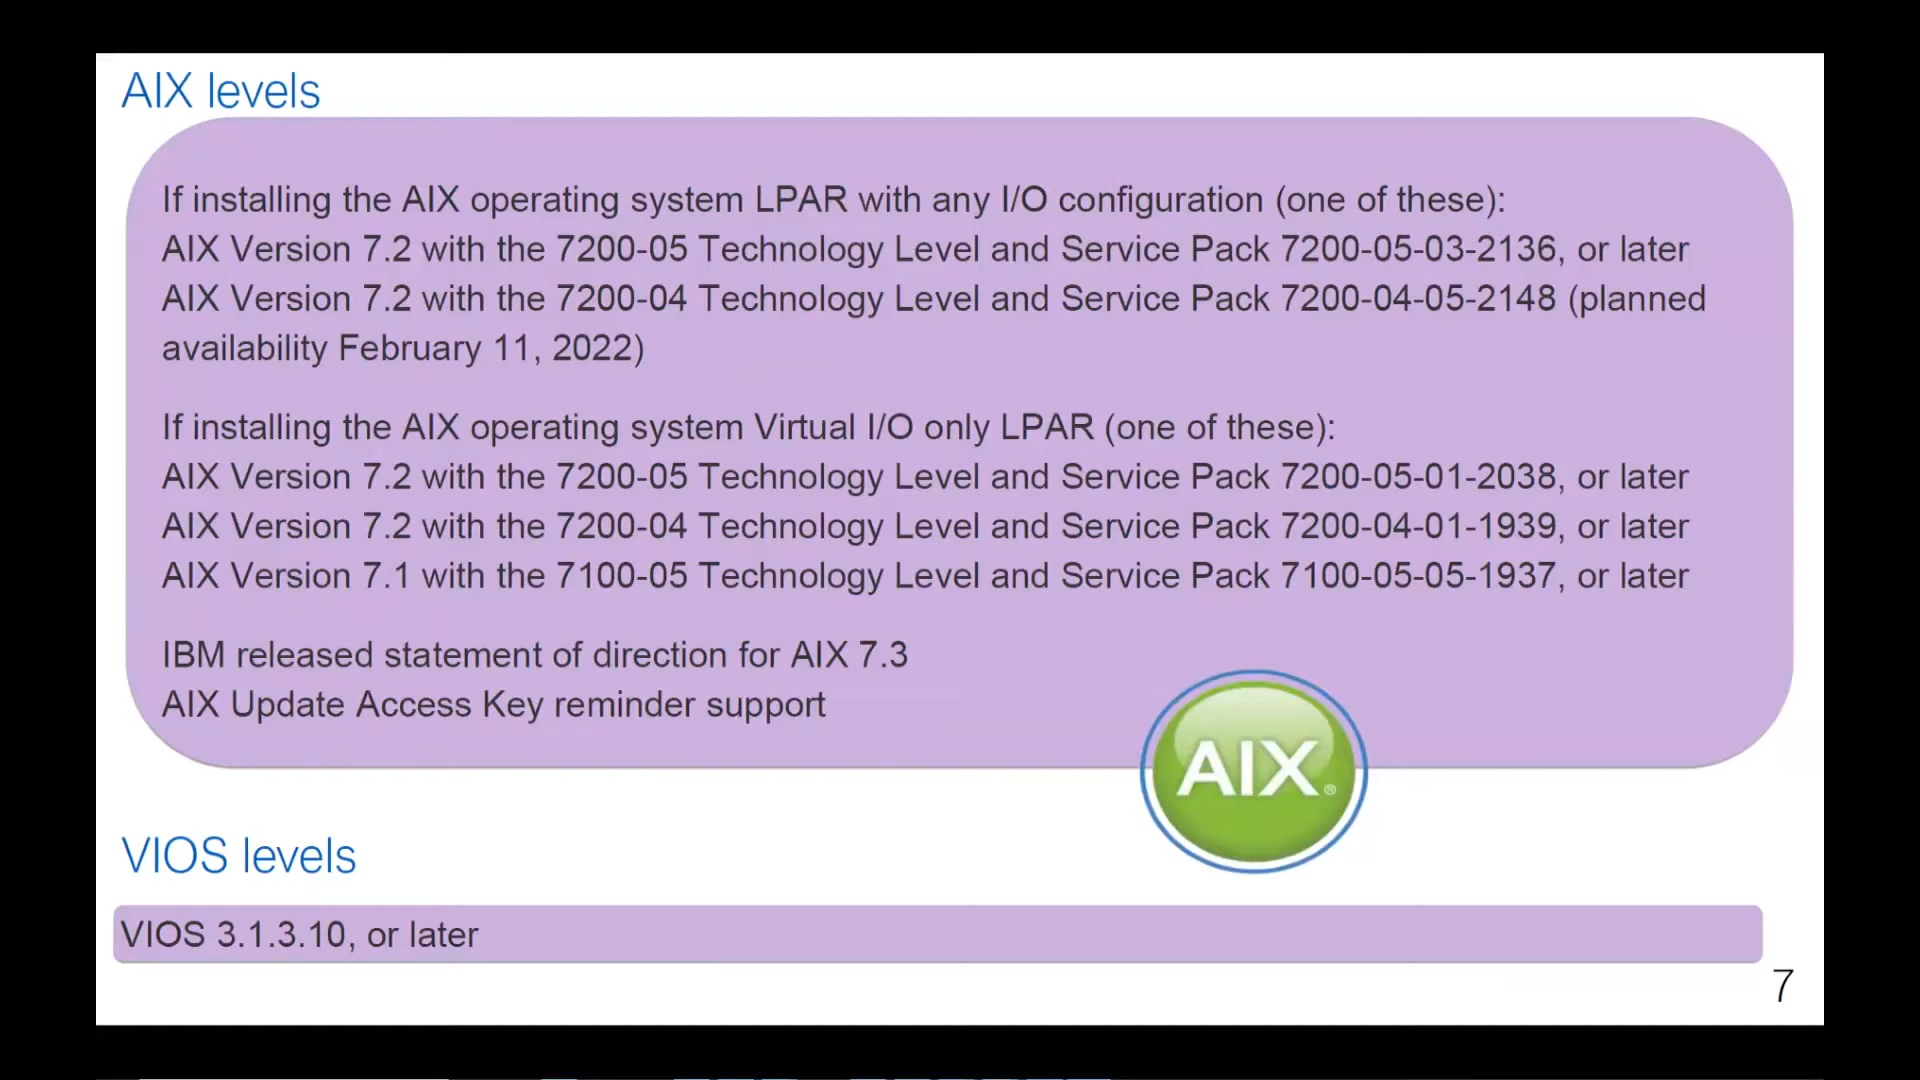 AIX levels
If installing the AIX operating system LPAR with any I/O configuration (one of these):
AIX Version 7.2 with the 7200-05 Technology Level and Service Pack 7200-05-03-2136, or later
AIX Version 7.2 with the 7200-04 Technology Level and Service Pack 7200-04-05-2148 (planned
availability February 11, 2022)
If installing the AIX operating system Virtual I/O only LPAR (one of these):
AIX Version 7.2 with the 7200-05 Technology Level and Service Pack 7200-05-01-2038, or later
AIX Version 7.2 with the 7200-04 Technology Level and Service Pack 7200-04-01-1939, or later
AIX Version 7.1 with the 7100-05 Technology Level and Service Pack 7100-05-05-1937, or later
IBM released statement of direction for AIX 7.3
AIX Update Access Key reminder support
AIX®
VIOS levels
VIOS 3.1.3.10, or later
7